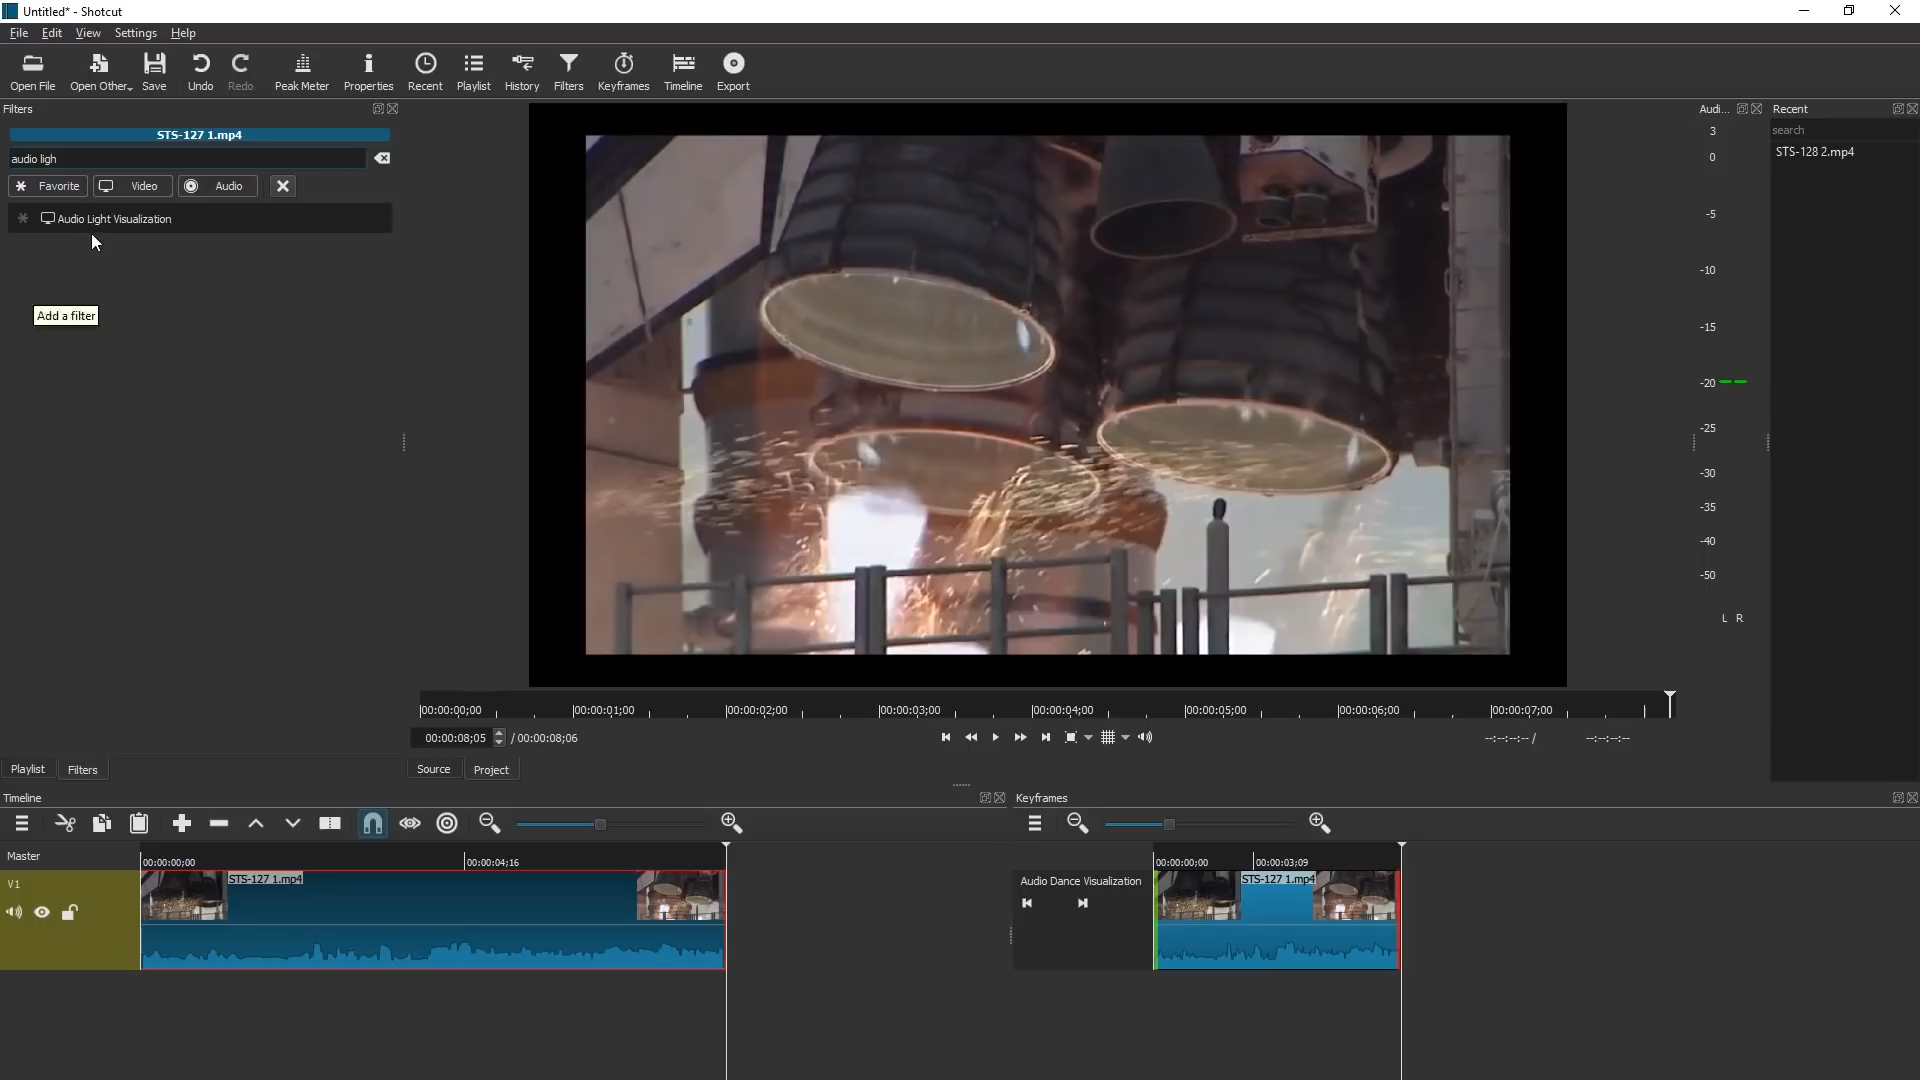 Untitled* - Shotcut
File Edit View Settings Help
Open File Open Other... Save Undo Redo Peak Meter Properties Recent Playlist History Filters Keyframes Timeline Export
Filters
Audi... Recent
STS-127 1.mp4
search
audio ligh
STS-128 2.mp4
Favorite Video Audio
Audio Light Visualization
Add a filter
3
0
-5
-10
-15
-20
-25
-30
-35
-40
-50
L R
00:00:00;00 00:00:01;00 00:00:02;00 00:00:03;00 00:00:04;00 00:00:05;00 00:00:06;00 00:00:07;00
00:00:08;05 / 00:00:08;06 --:--:--:-- / --:--:--:--
Playlist Filters Source Project
Timeline
Keyframes
Master
00:00:00;00 00:00:04;16
00:00:00;00 00:00:03;09
V1
STS-127 1.mp4
Audio Dance Visualization
STS-127 1.mp4